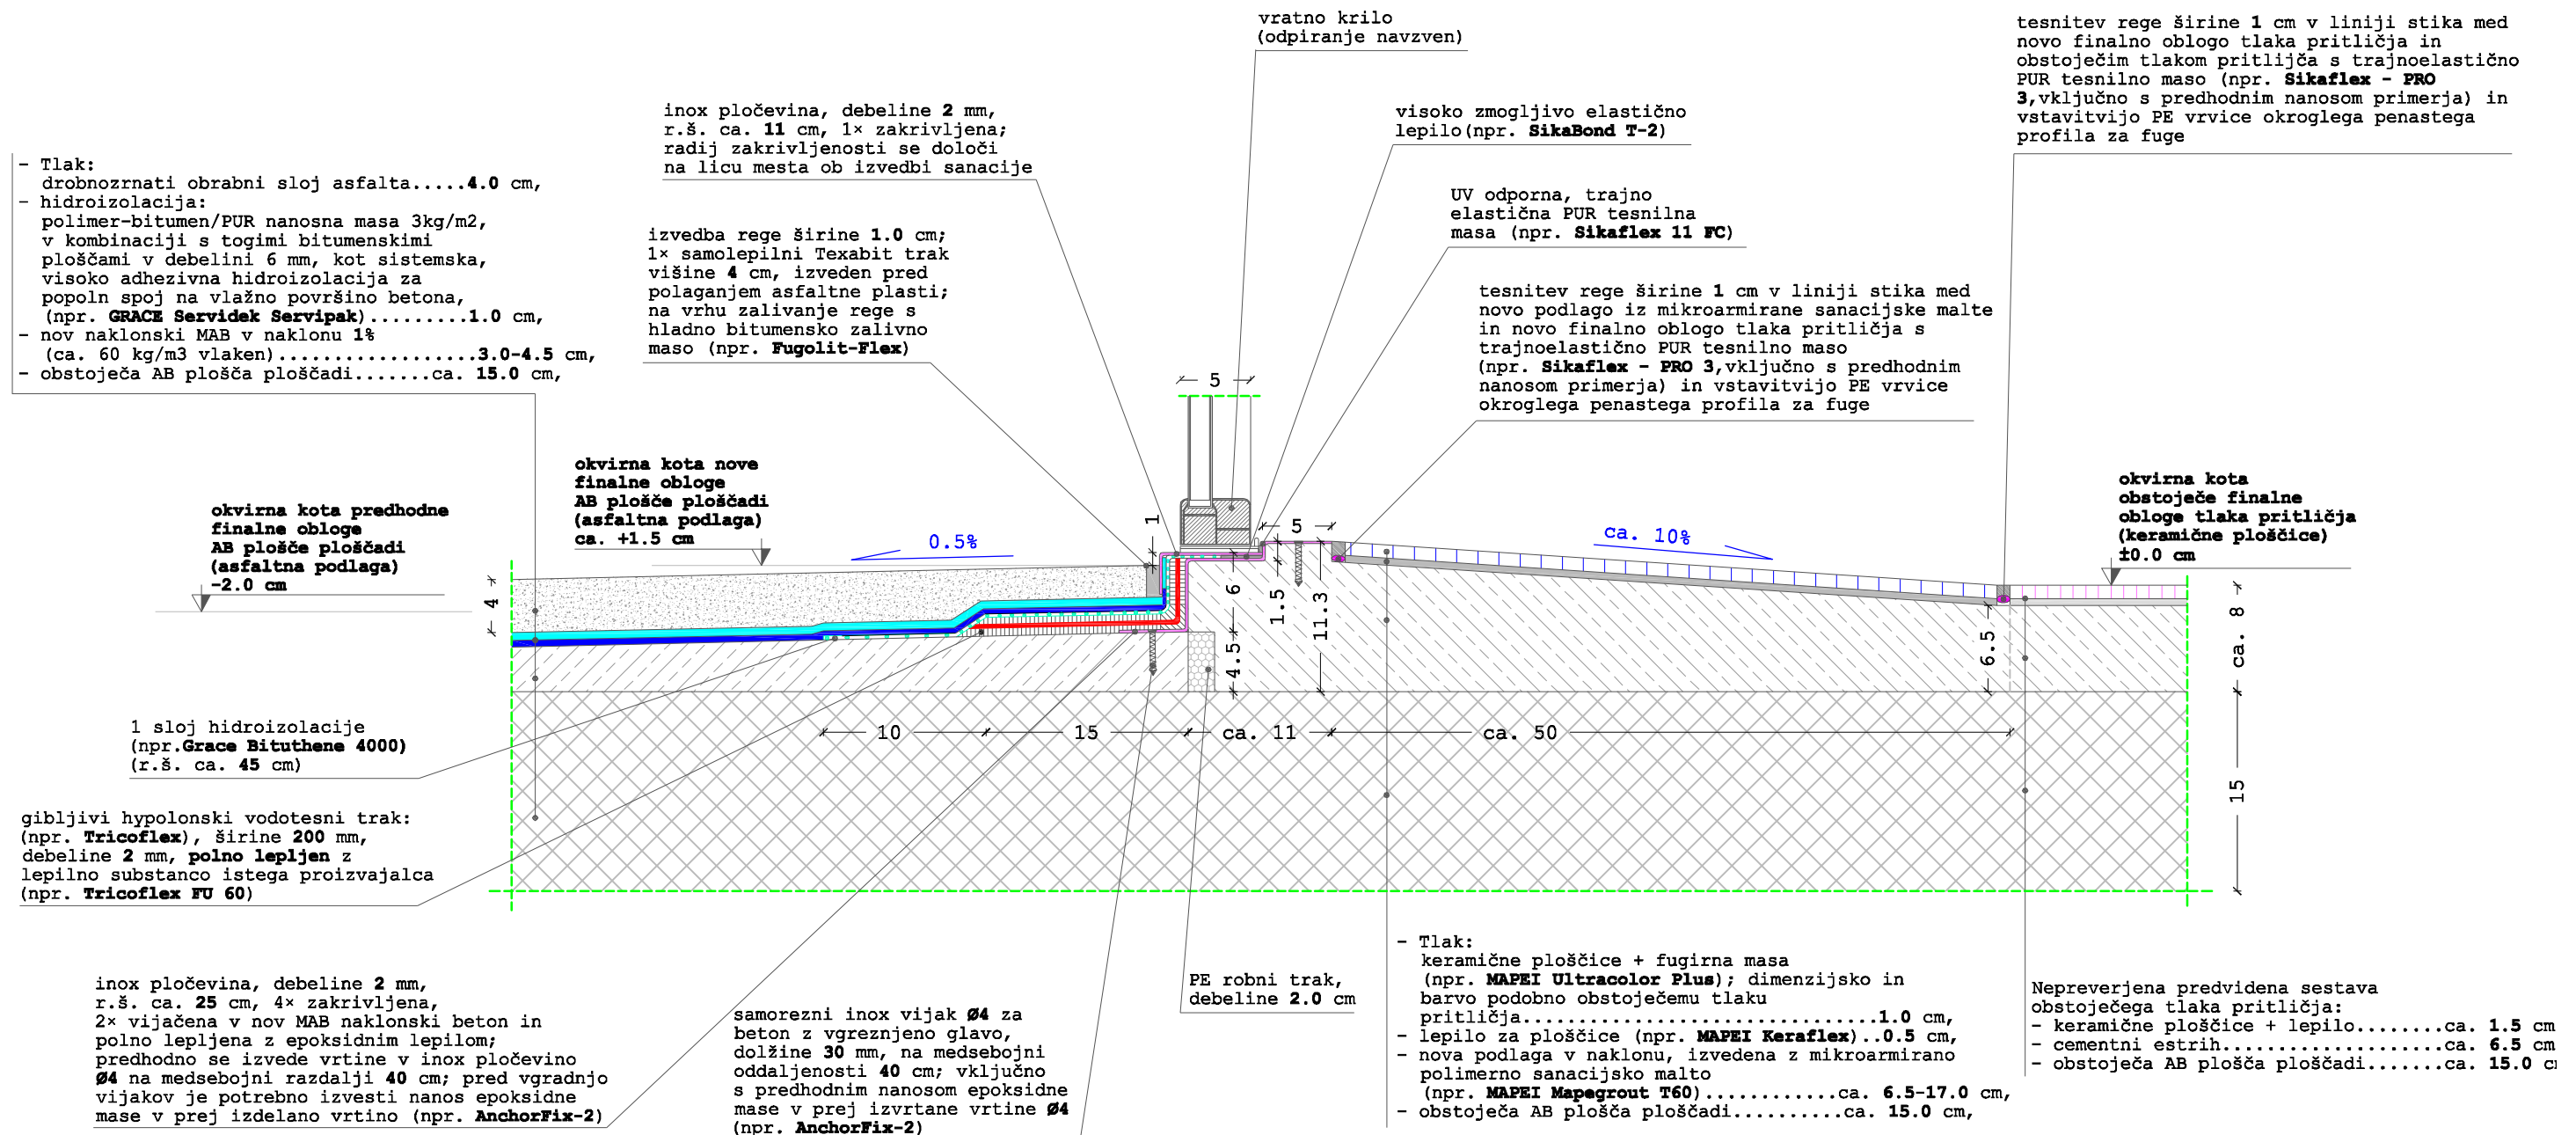 vratno krilo
(odpiranje navzven)
tesnitev rege širine 1 cm v liniji stika med
novo finalno oblogo tlaka pritličja in
obstoječim tlakom pritlijča s trajnoelastično
PUR tesnilno maso (npr. Sikaflex - PRO
3,vključno s predhodnim nanosom primerja) in
vstavitvijo PE vrvice okroglega penastega
profila za fuge
inox pločevina, debeline 2 mm,
r.š. ca. 11 cm, 1× zakrivljena;
radij zakrivljenosti se določi
na licu mesta ob izvedbi sanacije
visoko zmogljivo elastično
lepilo(npr. SikaBond T-2)
- Tlak:
drobnozrnati obrabni sloj asfalta.....4.0 cm,
- hidroizolacija:
polimer-bitumen/PUR nanosna masa 3kg/m2,
v kombinaciji s togimi bitumenskimi
ploščami v debelini 6 mm, kot sistemska,
visoko adhezivna hidroizolacija za
popoln spoj na vlažno površino betona,
(npr. GRACE Servidek Servipak).........1.0 cm,
- nov naklonski MAB v naklonu 1%
(ca. 60 kg/m3 vlaken).................3.0-4.5 cm,
- obstoječa AB plošča ploščadi.......ca. 15.0 cm,
UV odporna, trajno
elastična PUR tesnilna
masa (npr. Sikaflex 11 FC)
izvedba rege širine 1.0 cm;
1× samolepilni Texabit trak
višine 4 cm, izveden pred
polaganjem asfaltne plasti;
na vrhu zalivanje rege s
hladno bitumensko zalivno
maso (npr. Fugolit-Flex)
tesnitev rege širine 1 cm v liniji stika med
novo podlago iz mikroarmirane sanacijske malte
in novo finalno oblogo tlaka pritličja s
trajnoelastično PUR tesnilno maso
(npr. Sikaflex - PRO 3,vključno s predhodnim
nanosom primerja) in vstavitvijo PE vrvice
okroglega penastega profila za fuge
5
okvirna kota nove
finalne obloge
AB plošče ploščadi
(asfaltna podlaga)
ca. +1.5 cm
okvirna kota predhodne
finalne obloge
AB plošče ploščadi
(asfaltna podlaga)
-2.0 cm
okvirna kota
obstoječe finalne
obloge tlaka pritličja
(keramične ploščice)
±0.0 cm
0.5%
1
5
ca. 10%
4
6
1.5
11.3
4.5
6.5
ca. 8
15
10
15
ca. 11
ca. 50
1 sloj hidroizolacije
(npr.Grace Bituthene 4000)
(r.š. ca. 45 cm)
gibljivi hypolonski vodotesni trak:
(npr. Tricoflex), širine 200 mm,
debeline 2 mm, polno lepljen z
lepilno substanco istega proizvajalca
(npr. Tricoflex FU 60)
inox pločevina, debeline 2 mm,
r.š. ca. 25 cm, 4× zakrivljena,
2× vijačena v nov MAB naklonski beton in
polno lepljena z epoksidnim lepilom;
predhodno se izvede vrtine v inox pločevino
Ø4 na medsebojni razdalji 40 cm; pred vgradnjo
vijakov je potrebno izvesti nanos epoksidne
mase v prej izdelano vrtino (npr. AnchorFix-2)
samorezni inox vijak Ø4 za
beton z vgreznjeno glavo,
dolžine 30 mm, na medsebojni
oddaljenosti 40 cm; vključno
s predhodnim nanosom epoksidne
mase v prej izvrtane vrtine Ø4
(npr. AnchorFix-2)
PE robni trak,
debeline 2.0 cm
- Tlak:
keramične ploščice + fugirna masa
(npr. MAPEI Ultracolor Plus); dimenzijsko in
barvo podobno obstoječemu tlaku
pritličja...............................1.0 cm,
- lepilo za ploščice (npr. MAPEI Keraflex)..0.5 cm,
- nova podlaga v naklonu, izvedena z mikroarmirano
polimerno sanacijsko malto
(npr. MAPEI Mapegrout T60)............ca. 6.5-17.0 cm,
- obstoječa AB plošča ploščadi..........ca. 15.0 cm,
Nepreverjena predvidena sestava
obstoječega tlaka pritličja:
- keramične ploščice + lepilo........ca. 1.5 cm
- cementni estrih....................ca. 6.5 cm
- obstoječa AB plošča ploščadi.......ca. 15.0 c